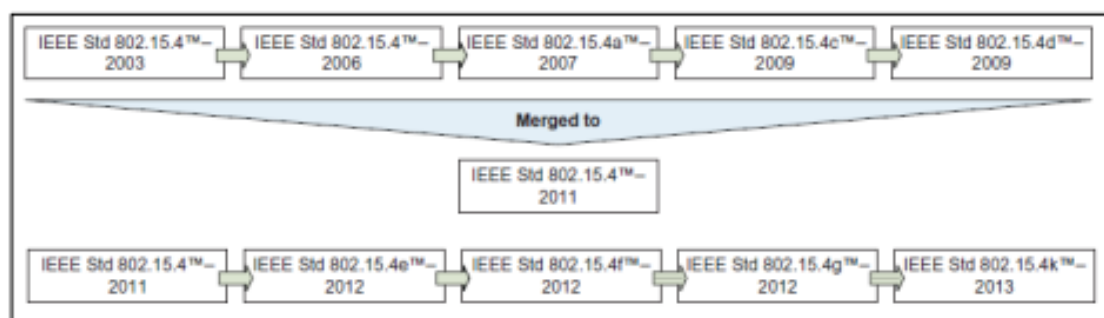 IEEE Std 802.15.4™–
2003
IEEE Std 802.15.4™–
2006
IEEE Std 802.15.4a™–
2007
IEEE Std 802.15.4c™–
2009
IEEE Std 802.15.4d™–
2009
Merged to
IEEE Std 802.15.4™–
2011
IEEE Std 802.15.4™–
2011
IEEE Std 802.15.4e™–
2012
IEEE Std 802.15.4f™–
2012
IEEE Std 802.15.4g™–
2012
IEEE Std 802.15.4k™–
2013